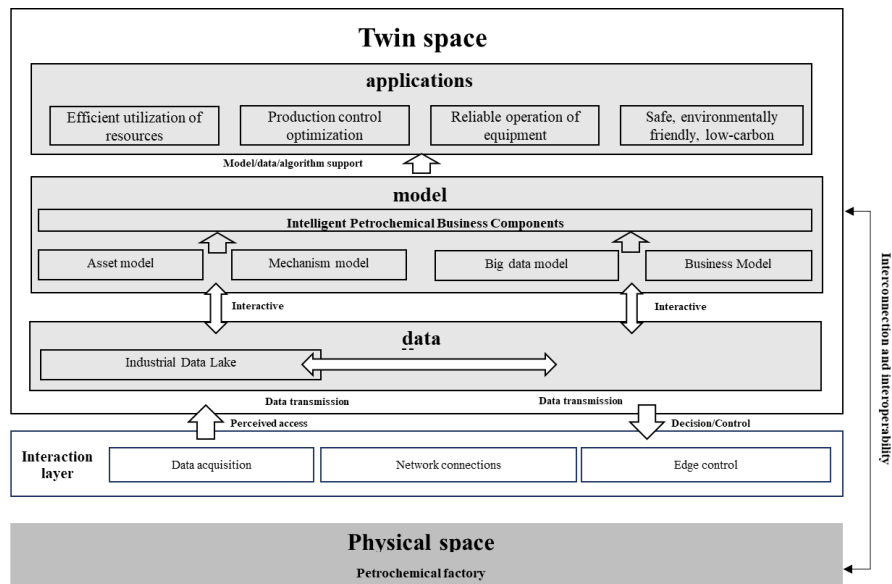 Twin space
applications
Efficient utilization of
resources
Production control
optimization
Reliable operation of
equipment
Safe, environmentally
friendly, low-carbon
Model/data/algorithm support
model
Intelligent Petrochemical Business Components
Asset model
Mechanism model
Big data model
Business Model
Interactive
Interactive
data
Industrial Data Lake
Data transmission
Data transmission
Perceived access
Decision/Control
Interaction
layer
Data acquisition
Network connections
Edge control
Physical space
Petrochemical factory
Interconnection and interoperability